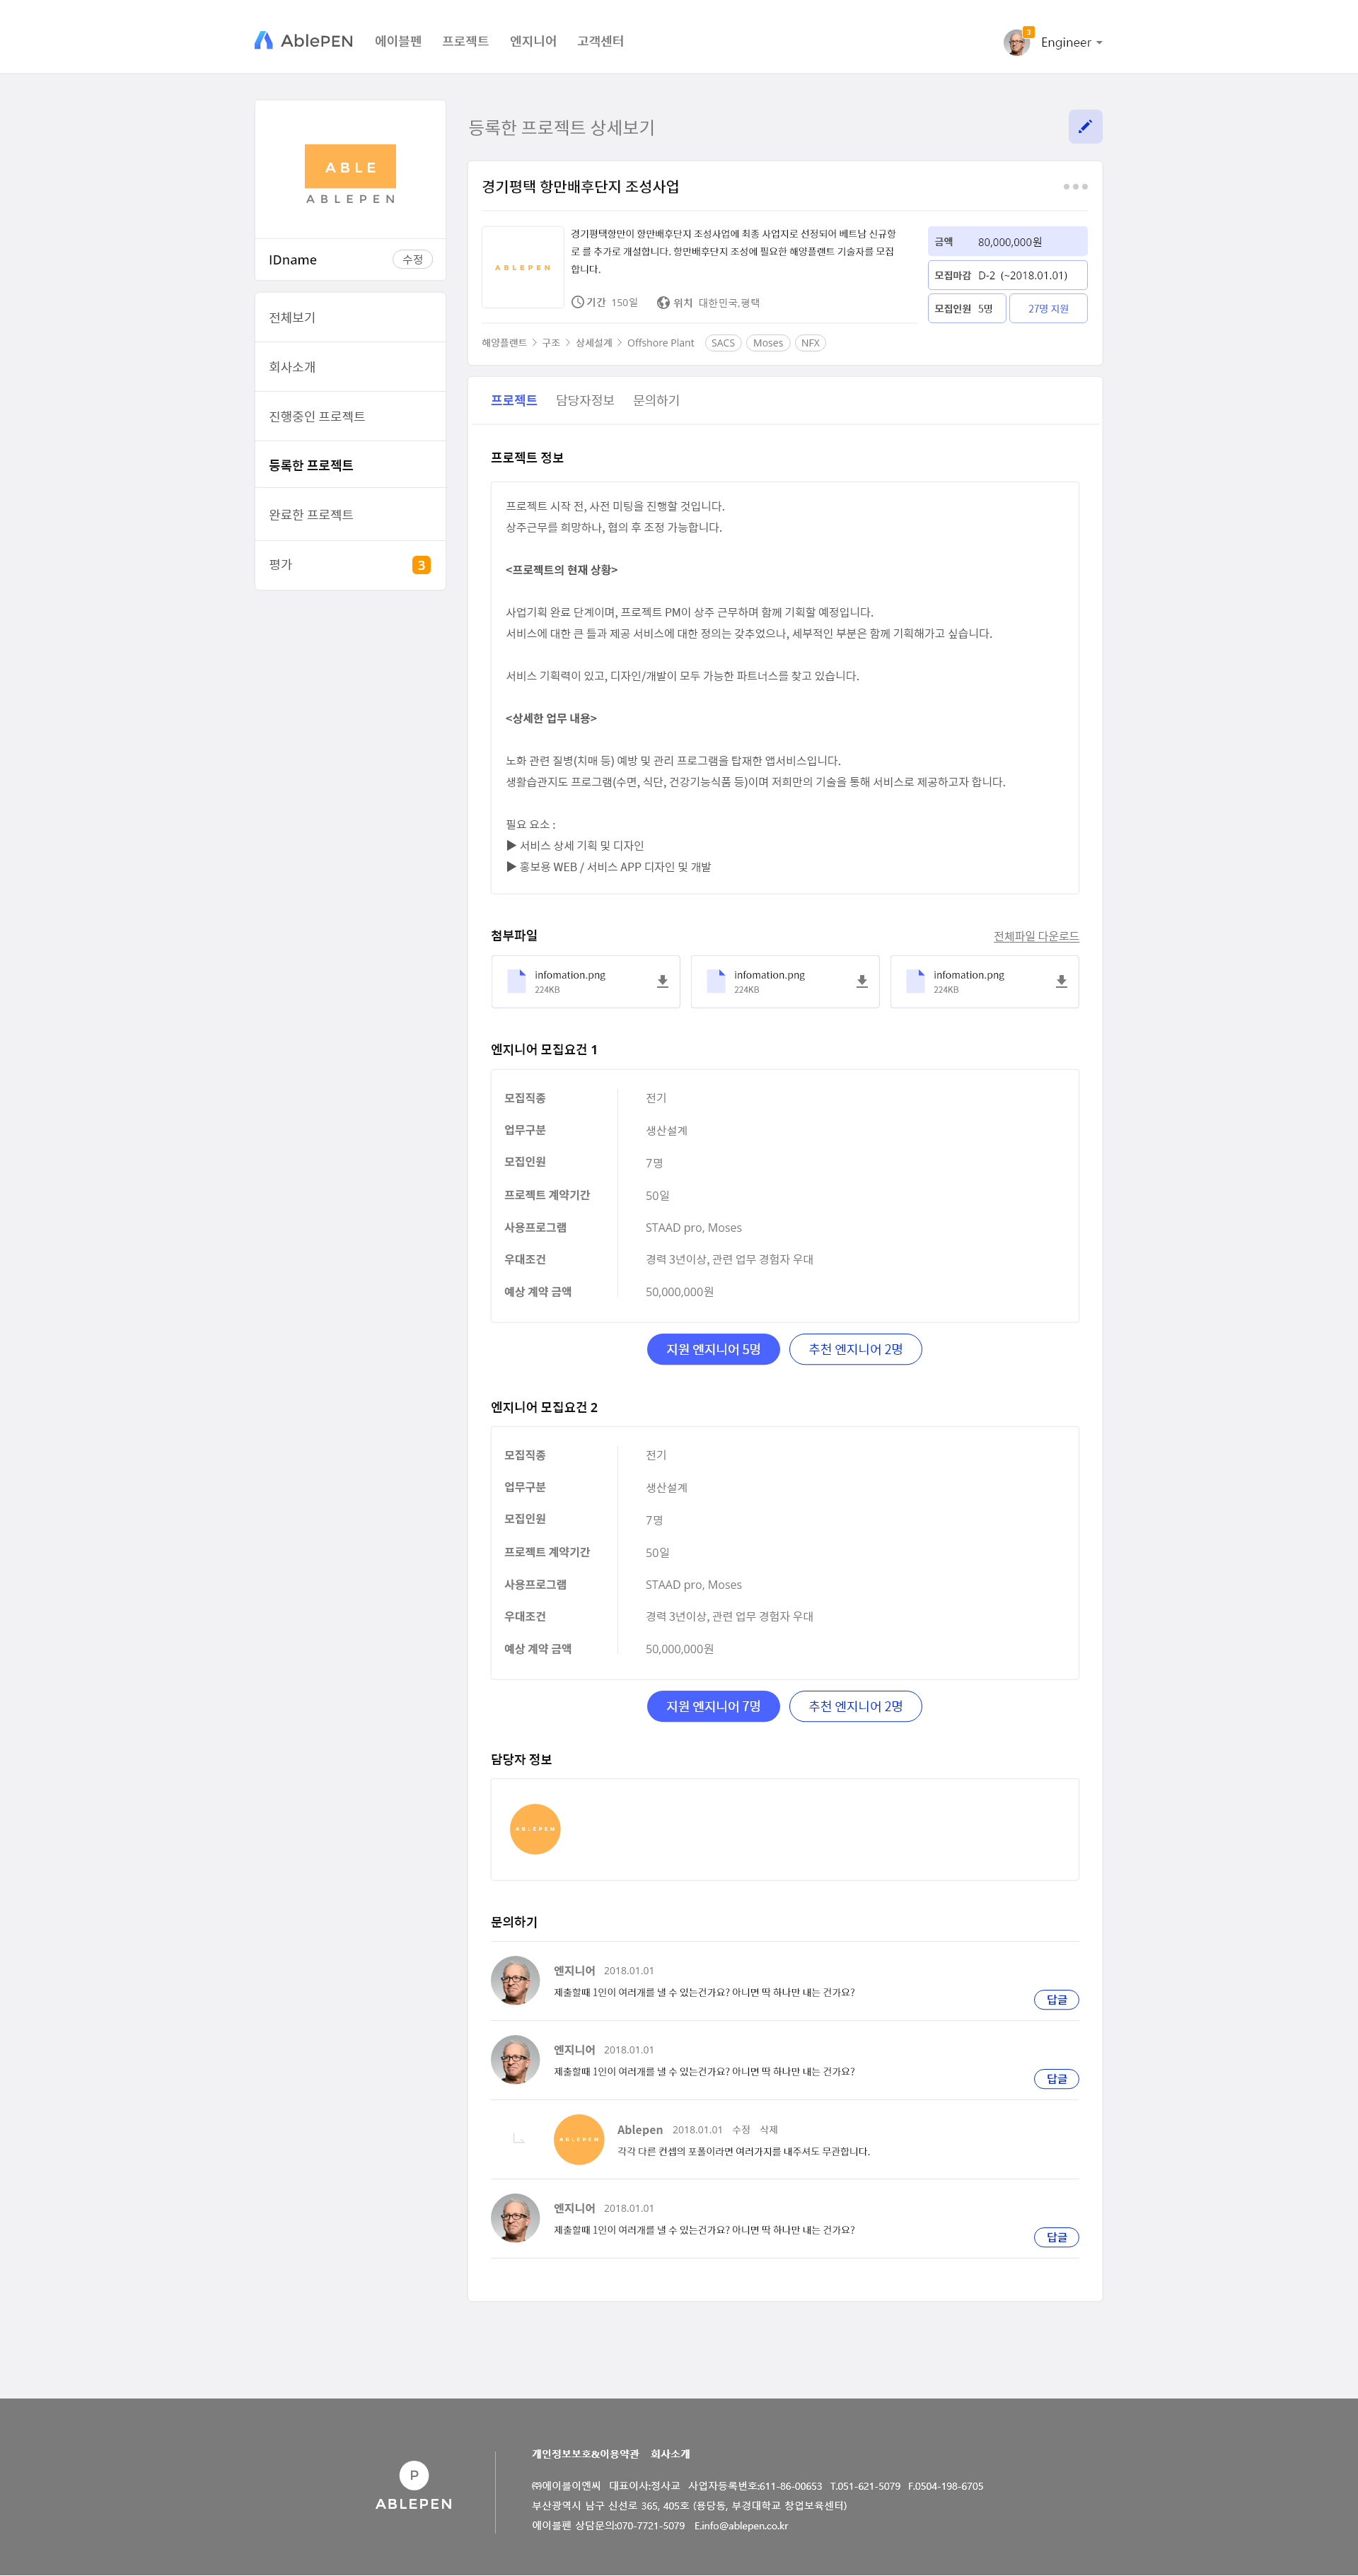 AblePEN 에이블펜 프로젝트 엔지니어 고객센터
3
Engineer
ABLE
ABLEPEN
IDname 수정
전체보기
회사소개
진행중인 프로젝트
등록한 프로젝트
완료한 프로젝트
평가 3
등록한 프로젝트 상세보기
경기평택 항만배후단지 조성사업
ABLEPEN
경기평택항만이 항만배후단지 조성사업에 최종 사업지로 선정되어 베트남 신규항
로 를 추가로 개설합니다. 항만배후단지 조성에 필요한 해양플랜트 기술자를 모집
합니다.
기간 150일 위치 대한민국,평택
금액 80,000,000원
모집마감 D-2 (~2018.01.01)
모집인원 5명 27명 지원
해양플랜트 > 구조 > 상세설계 > Offshore Plant SACS Moses NFX
프로젝트 담당자정보 문의하기
프로젝트 정보
프로젝트 시작 전, 사전 미팅을 진행할 것입니다.
상주근무를 희망하나, 협의 후 조정 가능합니다.
<프로젝트의 현재 상황>
사업기획 완료 단계이며, 프로젝트 PM이 상주 근무하며 함께 기획할 예정입니다.
서비스에 대한 큰 틀과 제공 서비스에 대한 정의는 갖추었으나, 세부적인 부분은 함께 기획해가고 싶습니다.
서비스 기획력이 있고, 디자인/개발이 모두 가능한 파트너스를 찾고 있습니다.
<상세한 업무 내용>
노화 관련 질병(치매 등) 예방 및 관리 프로그램을 탑재한 앱서비스입니다.
생활습관지도 프로그램(수면, 식단, 건강기능식품 등)이며 저희만의 기술을 통해 서비스로 제공하고자 합니다.
필요 요소 :
▶ 서비스 상세 기획 및 디자인
▶ 홍보용 WEB / 서비스 APP 디자인 및 개발
첨부파일 전체파일 다운로드
infomation.png infomation.png infomation.png
224KB 224KB 224KB
엔지니어 모집요건 1
모집직종 전기
업무구분 생산설계
모집인원 7명
프로젝트 계약기간 50일
사용프로그램 STAAD pro, Moses
우대조건 경력 3년이상, 관련 업무 경험자 우대
예상 계약 금액 50,000,000원
지원 엔지니어 5명 추천 엔지니어 2명
엔지니어 모집요건 2
모집직종 전기
업무구분 생산설계
모집인원 7명
프로젝트 계약기간 50일
사용프로그램 STAAD pro, Moses
우대조건 경력 3년이상, 관련 업무 경험자 우대
예상 계약 금액 50,000,000원
지원 엔지니어 7명 추천 엔지니어 2명
담당자 정보
ABLEPEN
문의하기
엔지니어 2018.01.01
제출할때 1인이 여러개를 낼 수 있는건가요? 아니면 딱 하나만 내는 건가요?
답글
엔지니어 2018.01.01
제출할때 1인이 여러개를 낼 수 있는건가요? 아니면 딱 하나만 내는 건가요?
답글
ABLEPEN
Ablepen 2018.01.01 수정 삭제
각각 다른 컨셉의 포폴이라면 여러가지를 내주셔도 무관합니다.
엔지니어 2018.01.01
제출할때 1인이 여러개를 낼 수 있는건가요? 아니면 딱 하나만 내는 건가요?
답글
P
ABLEPEN
개인정보보호&이용약관 회사소개
㈜에이블이엔씨 대표이사:정사교 사업자등록번호:611-86-00653 T.051-621-5079 F.0504-198-6705
부산광역시 남구 신선로 365, 405호 (용당동, 부경대학교 창업보육센터)
에이블펜 상담문의:070-7721-5079 E.info@ablepen.co.kr